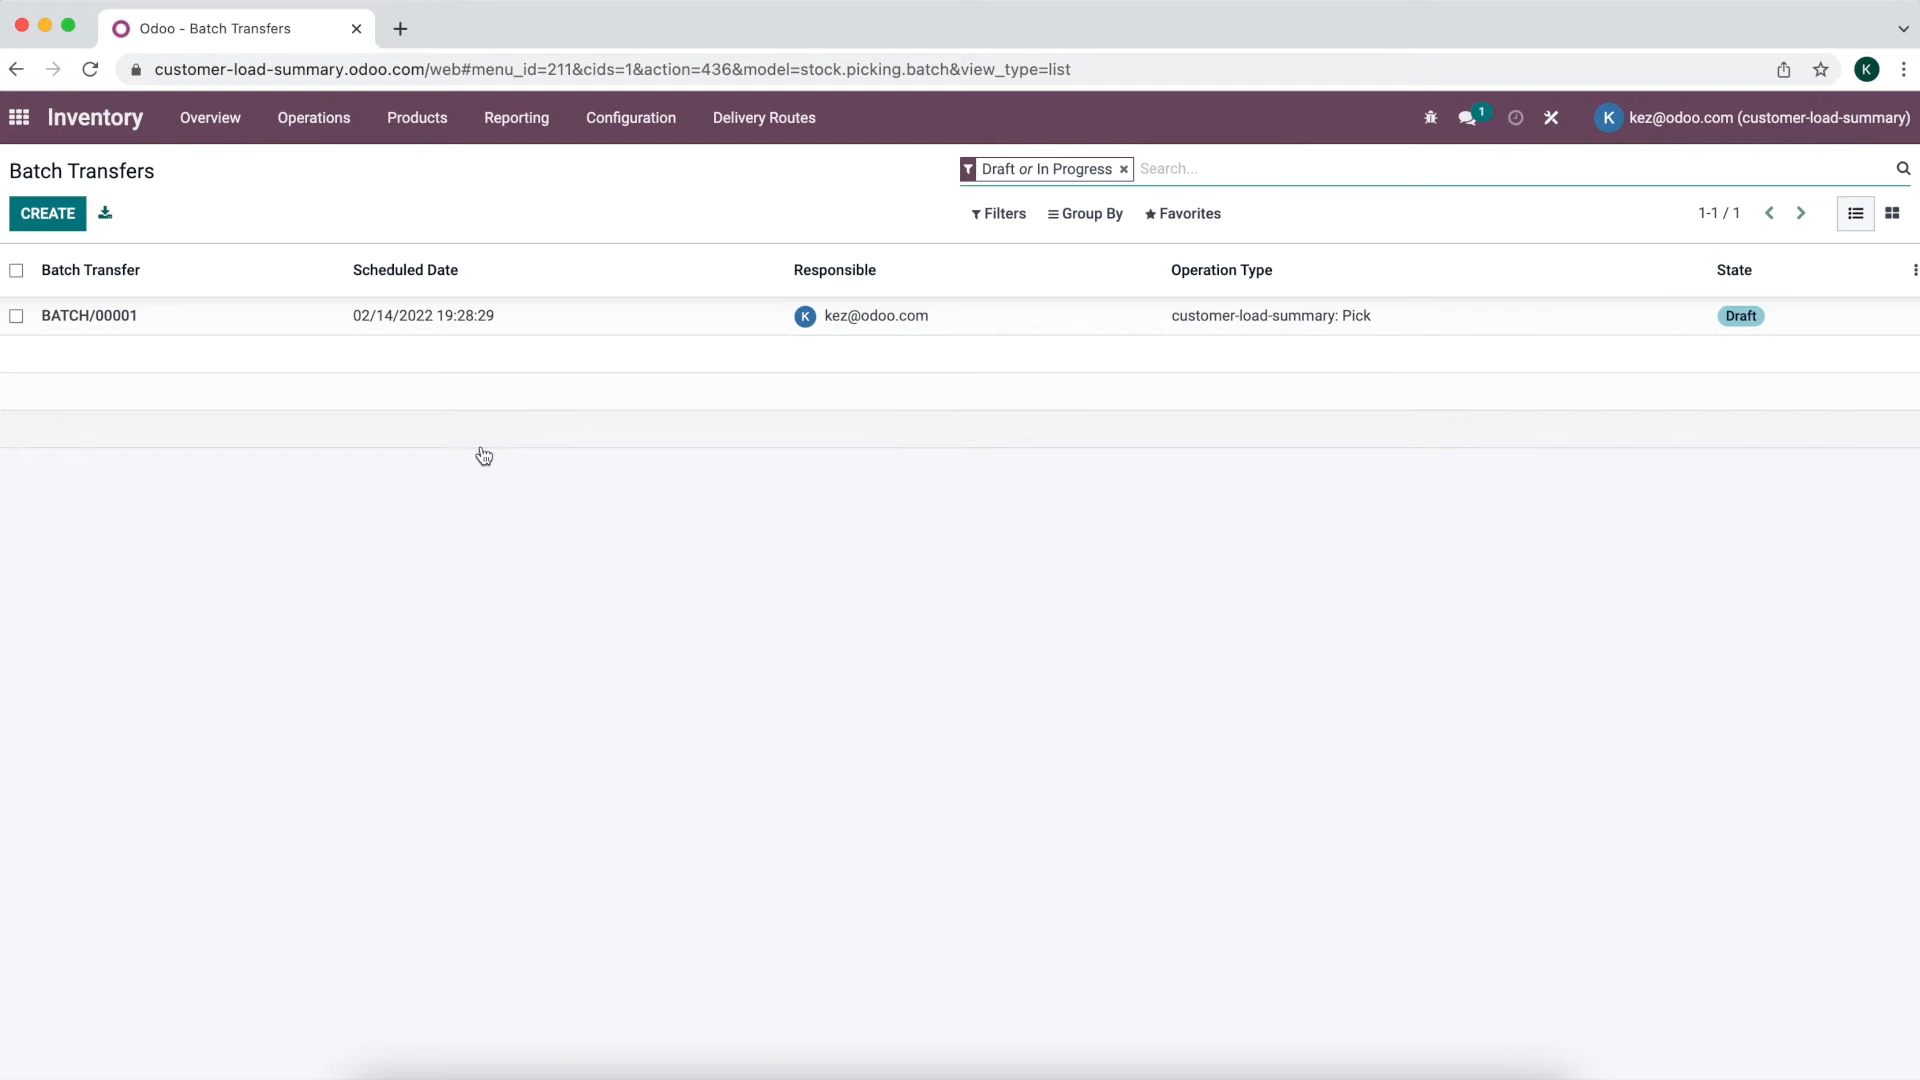 Odoo - Batch Transfers
customer-load-summary.odoo.com/web#menu_id=211&cids=1&action=436&model=stock.picking.batch&view_type=list
K
Inventory Overview Operations Products Reporting Configuration Delivery Routes 1 K kez@odoo.com (customer-load-summary)
Batch Transfers Draft or In Progress Search...
CREATE Filters Group By Favorites 1-1 / 1
Batch Transfer Scheduled Date Responsible Operation Type State
BATCH/00001 02/14/2022 19:28:29 K kez@odoo.com customer-load-summary: Pick Draft